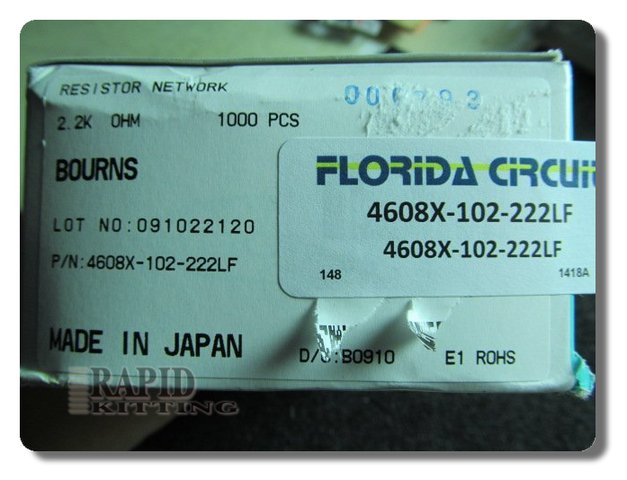 RESISTOR NETWORK
2.2K OHM 1000 PCS
BOURNS
LOT NO:091022120
P/N:4608X-102-222LF
MADE IN JAPAN
D/C:B0910 E1 ROHS
FLORIDA CIRCUI
4608X-102-222LF
4608X-102-222LF
148 1418A
RAPID
KITTING